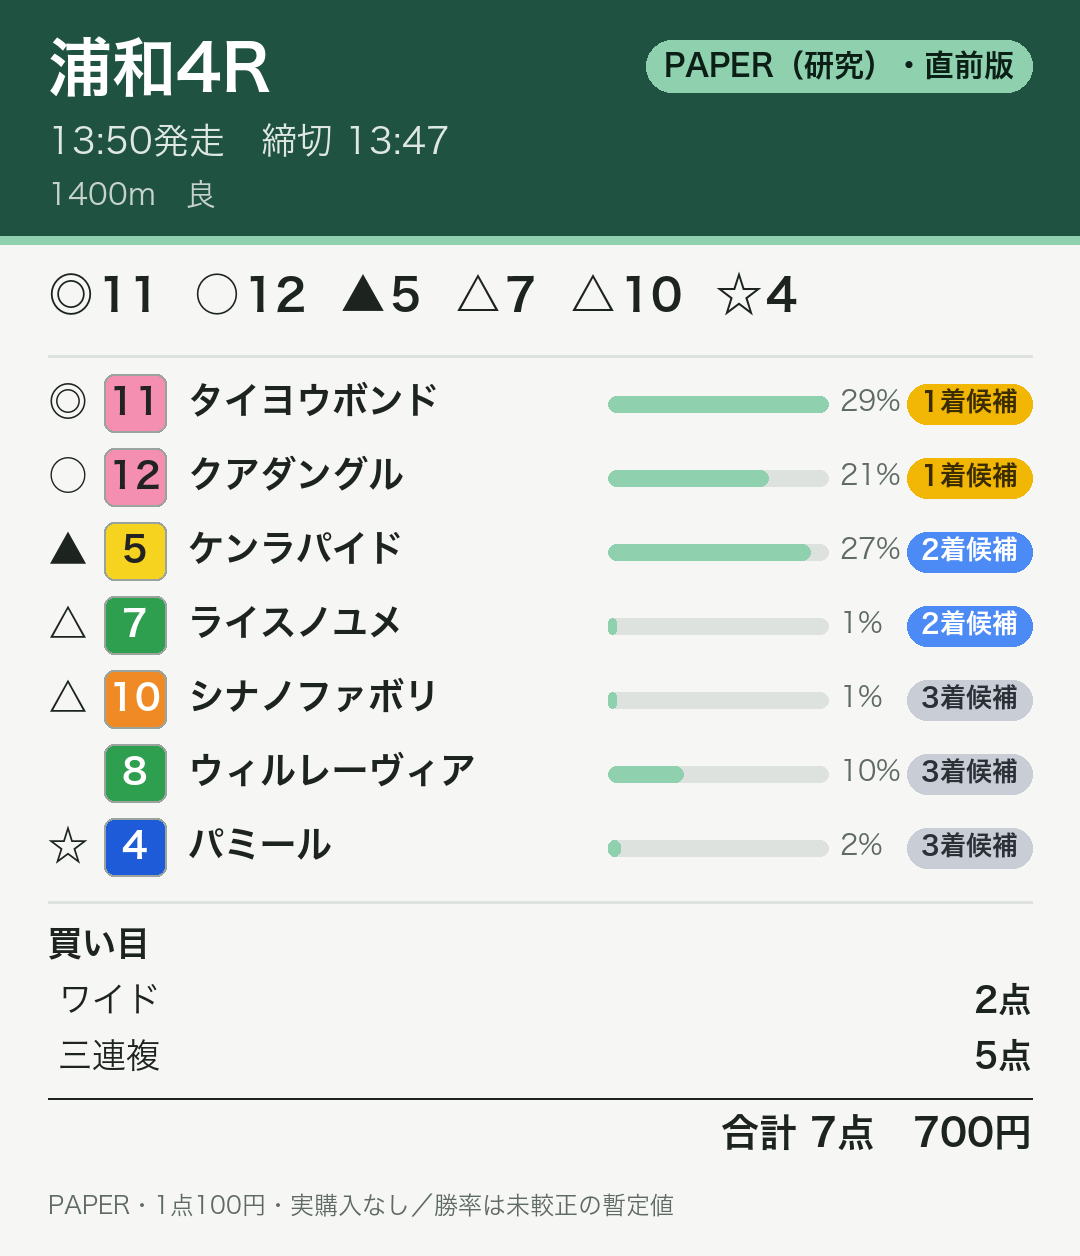 浦和4R
PAPER（研究）・直前版
13:50発走　締切 13:47
1400m　良
◎11 ○12 ▲5 △7 △10 ☆4
◎ 11 タイヨウボンド 29% 1着候補
○ 12 クアダングル 21% 1着候補
▲ 5 ケンラパイド 27% 2着候補
△ 7 ライスノユメ 1% 2着候補
△ 10 シナノファボリ 1% 3着候補
8 ウィルレーヴィア 10% 3着候補
☆ 4 パミール 2% 3着候補
買い目
ワイド 2点
三連複 5点
合計 7点　700円
PAPER・1点100円・実購入なし／勝率は未較正の暫定値